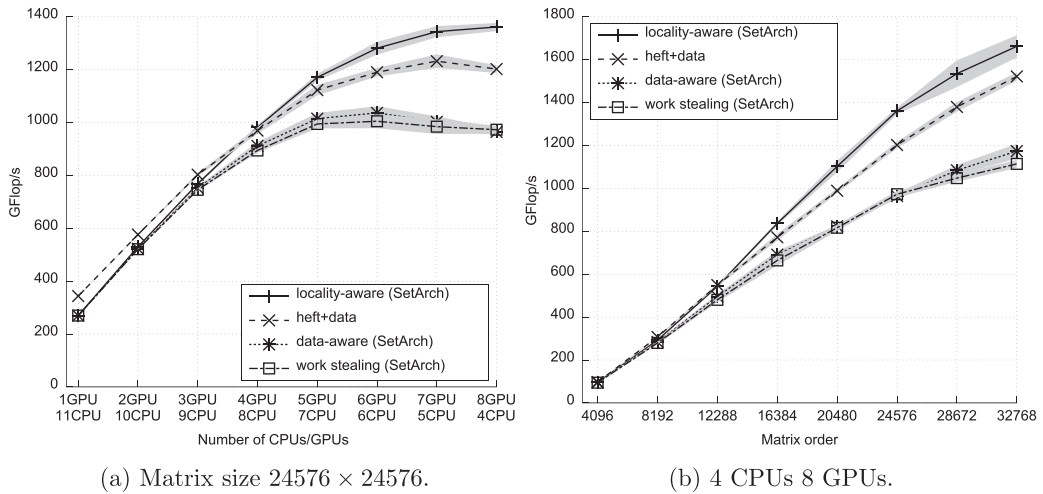 1400
1200
1000
800
600
400
200
0
GFlop/s
locality-aware (SetArch)
heft+data
data-aware (SetArch)
work stealing (SetArch)
1GPU 2GPU 3GPU 4GPU 5GPU 6GPU 7GPU 8GPU
11CPU 10CPU 9CPU 8CPU 7CPU 6CPU 5CPU 4CPU
Number of CPUs/GPUs
(a) Matrix size 24576 × 24576.
1800
1600
1400
1200
1000
800
600
400
200
0
GFlop/s
locality-aware (SetArch)
heft+data
data-aware (SetArch)
work stealing (SetArch)
4096 8192 12288 16384 20480 24576 28672 32768
Matrix order
(b) 4 CPUs 8 GPUs.